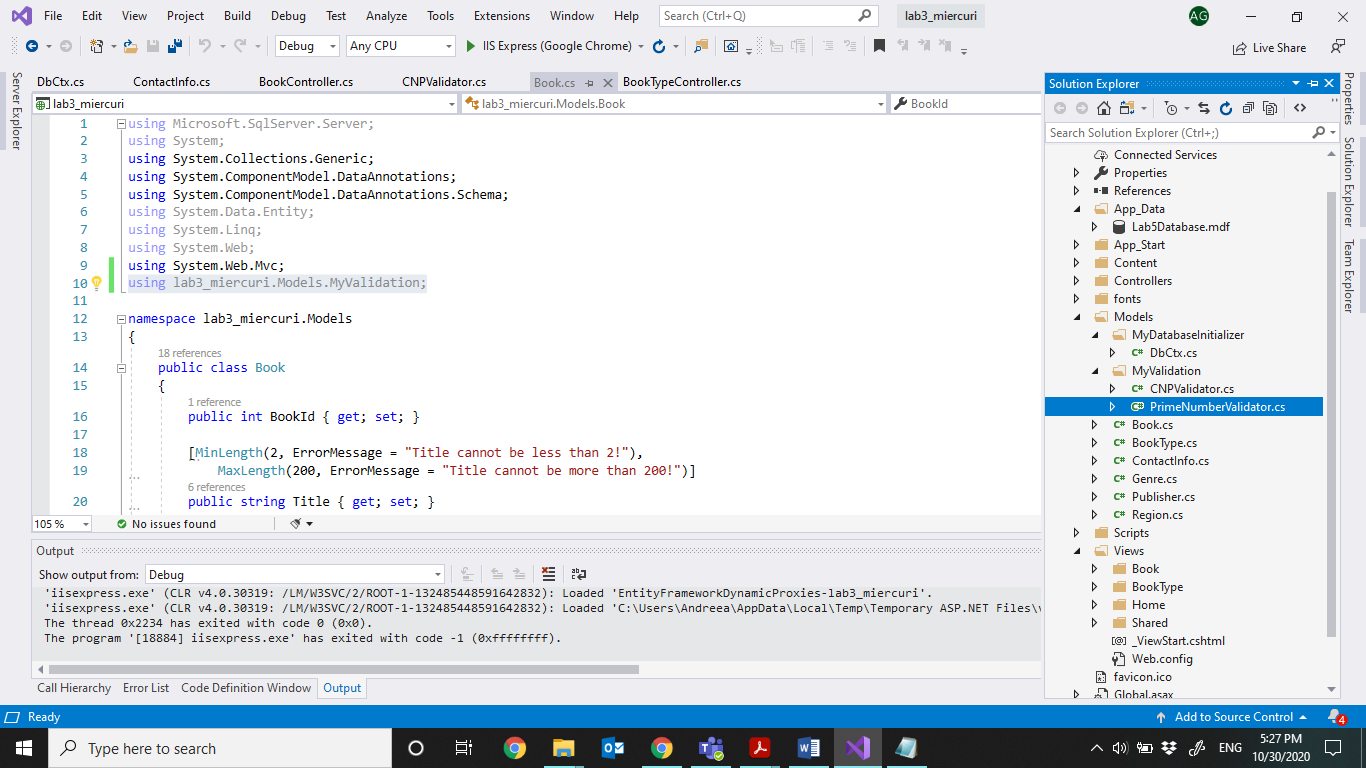 File Edit View Project Build Debug Test Analyze Tools Extensions Window Help Search (Ctrl+Q) lab3_miercuri AG
Debug Any CPU IIS Express (Google Chrome) Live Share
Server Explorer
DbCtx.cs ContactInfo.cs BookController.cs CNPValidator.cs Book.cs BookTypeController.cs
lab3_miercuri lab3_miercuri.Models.Book BookId
1 using Microsoft.SqlServer.Server;
2 using System;
3 using System.Collections.Generic;
4 using System.ComponentModel.DataAnnotations;
5 using System.ComponentModel.DataAnnotations.Schema;
6 using System.Data.Entity;
7 using System.Linq;
8 using System.Web;
9 using System.Web.Mvc;
10 using lab3_miercuri.Models.MyValidation;
11
12 namespace lab3_miercuri.Models
13 {
18 references
14 public class Book
15 {
1 reference
16 public int BookId { get; set; }
17
18 [MinLength(2, ErrorMessage = "Title cannot be less than 2!"),
19 MaxLength(200, ErrorMessage = "Title cannot be more than 200!")]
6 references
20 public string Title { get; set; }
105 % No issues found
Output
Show output from: Debug
'iisexpress.exe' (CLR v4.0.30319: /LM/W3SVC/2/ROOT-1-132485448591642832): Loaded 'EntityFrameworkDynamicProxies-lab3_miercuri'.
'iisexpress.exe' (CLR v4.0.30319: /LM/W3SVC/2/ROOT-1-132485448591642832): Loaded 'C:\Users\Andreea\AppData\Local\Temp\Temporary ASP.NET Files\
The thread 0x2234 has exited with code 0 (0x0).
The program '[18884] iisexpress.exe' has exited with code -1 (0xffffffff).
Call Hierarchy Error List Code Definition Window Output
Solution Explorer
Search Solution Explorer (Ctrl+;)
Connected Services
Properties
References
App_Data
Lab5Database.mdf
App_Start
Content
Controllers
fonts
Models
MyDatabaseInitializer
DbCtx.cs
MyValidation
CNPValidator.cs
PrimeNumberValidator.cs
Book.cs
BookType.cs
ContactInfo.cs
Genre.cs
Publisher.cs
Region.cs
Scripts
Views
Book
BookType
Home
Shared
_ViewStart.cshtml
Web.config
favicon.ico
Global.asax
Properties
Solution Explorer
Team Explorer
Ready Add to Source Control 4
Type here to search ENG 5:27 PM
10/30/2020